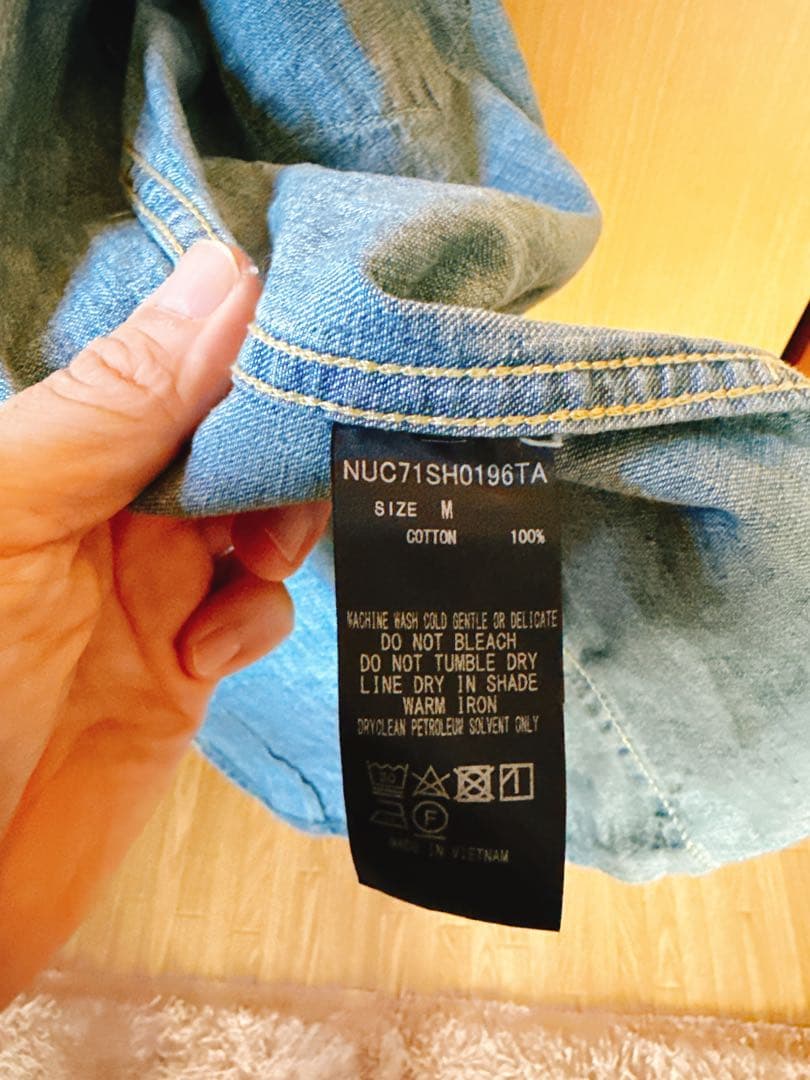 NUC71SH0196TA
SIZE M
COTTON 100%
MACHINE WASH COLD GENTLE OR DELICATE
DO NOT BLEACH
DO NOT TUMBLE DRY
LINE DRY IN SHADE
WARM IRON
DRYCLEAN PETROLEUM SOLVENT ONLY
F
MADE IN VIETNAM